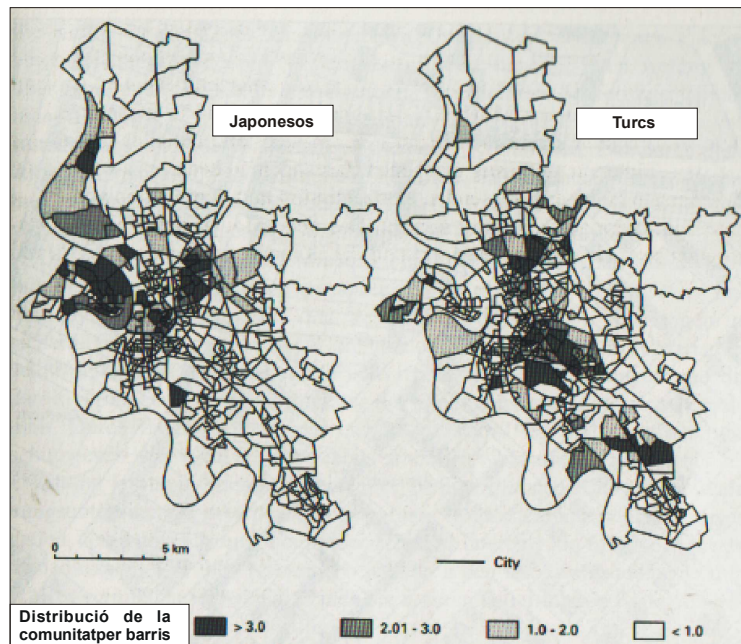 Japonesos
Turcs
0 5 km
City
Distribució de la
comunitatper barris
> 3.0
2.01 - 3.0
1.0 - 2.0
< 1.0